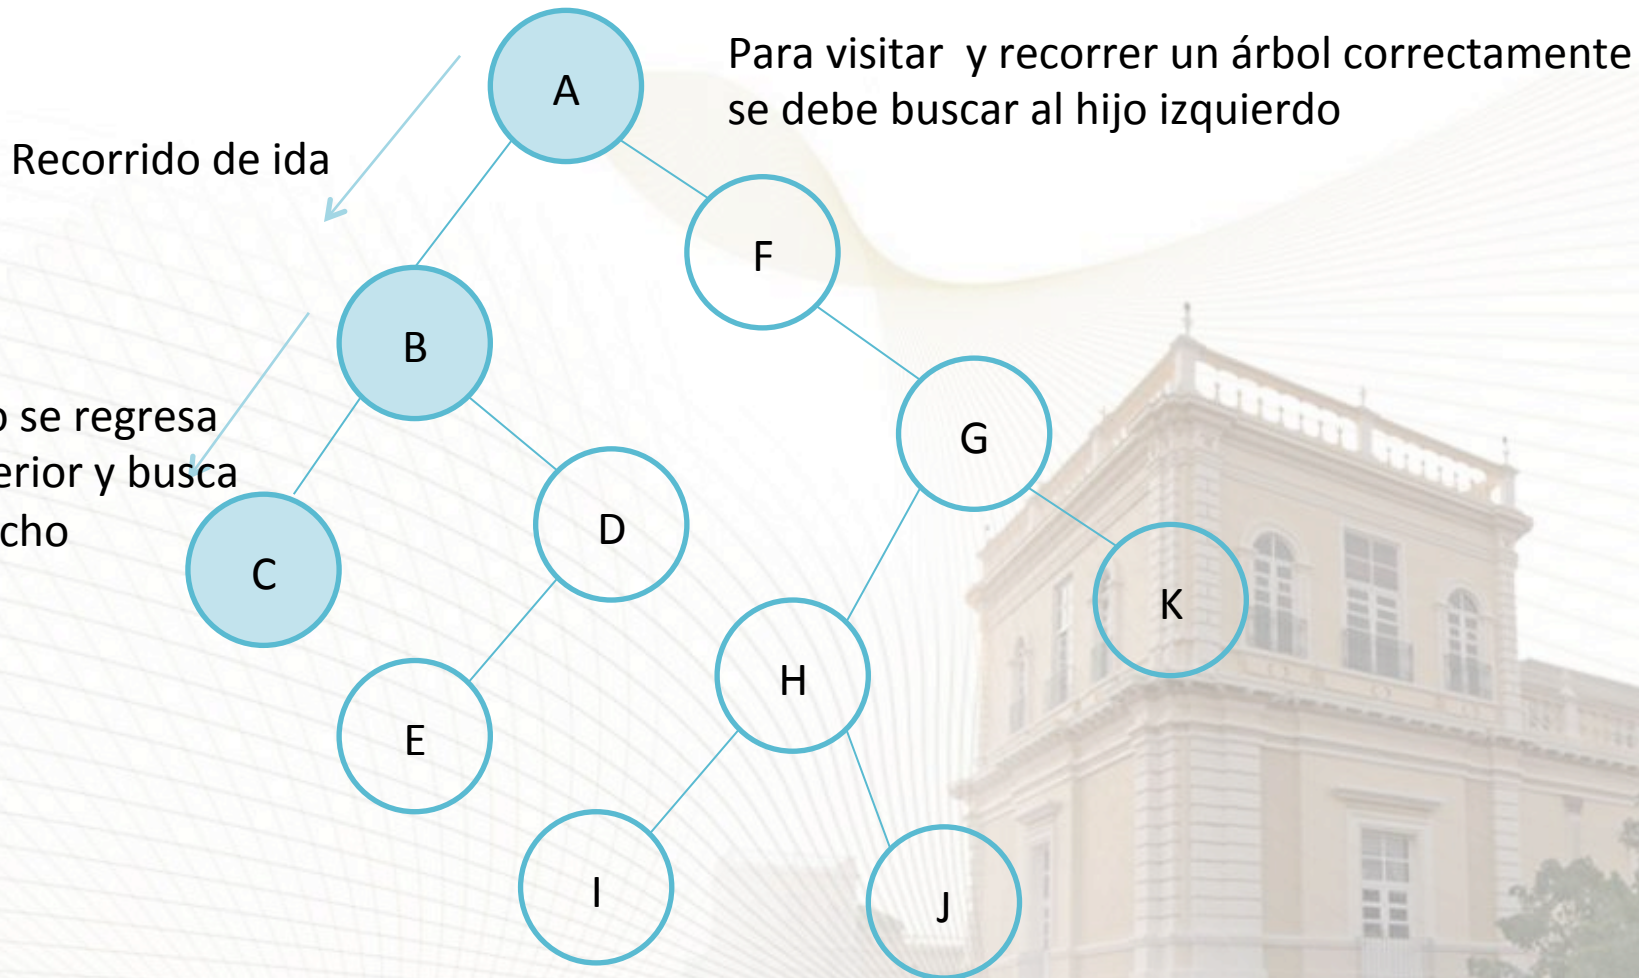 A
Para visitar y recorrer un árbol correctamente
se debe buscar al hijo izquierdo
Recorrido de ida
F
B
o se regresa
erior y busca
cho
G
D
C
K
H
E
I
J